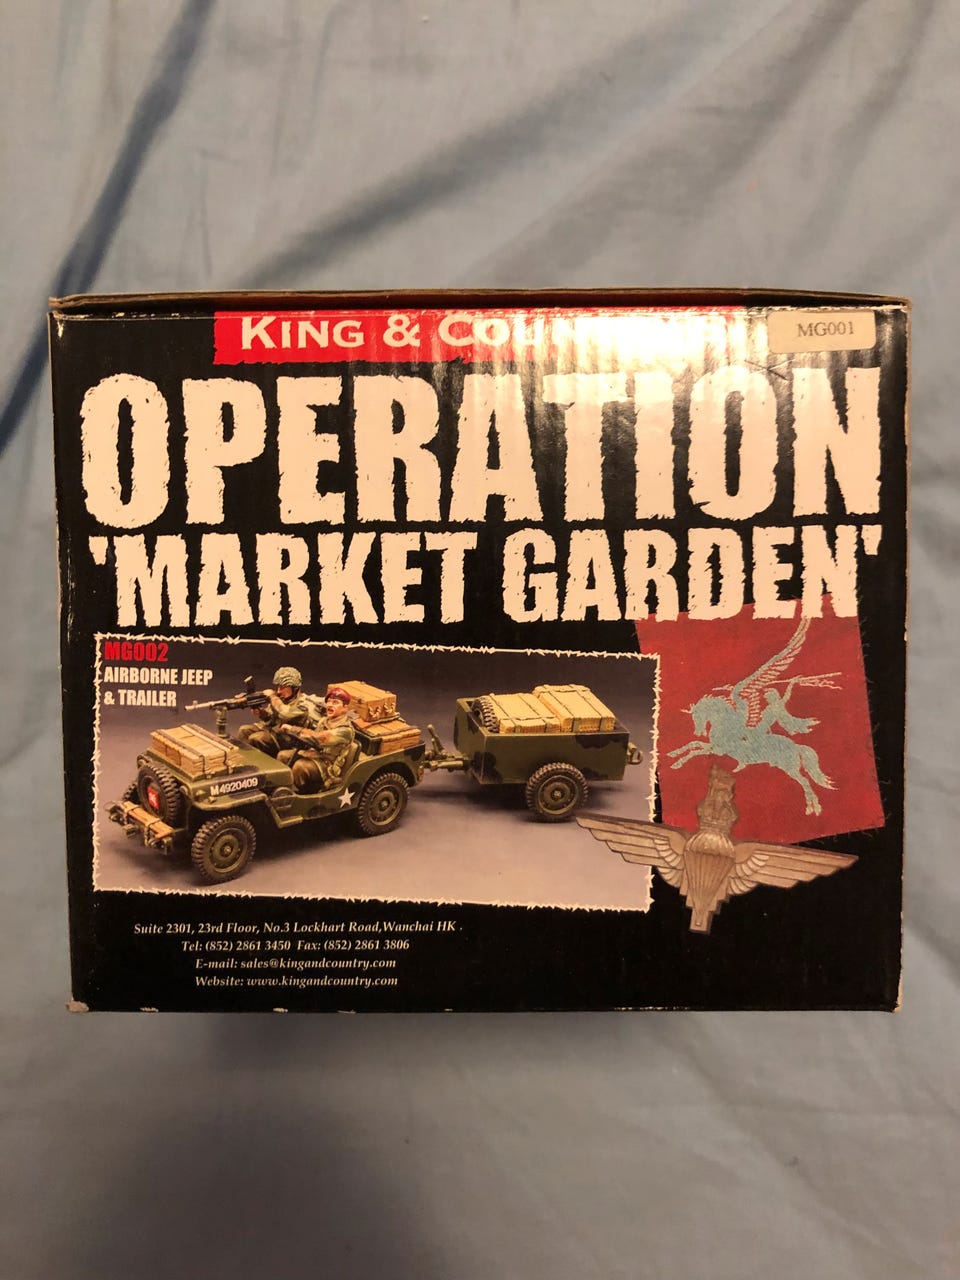 KING & COUN
MG001
OPERATION
'MARKET GARDEN'
MG002
AIRBORNE JEEP
& TRAILER
M4920409
Suite 2301, 23rd Floor, No.3 Lockhart Road,Wanchai HK .
Tel: (852) 2861 3450 Fax: (852) 2861 3806
E-mail: sales@kingandcountry.com
Website: www.kingandcountry.com